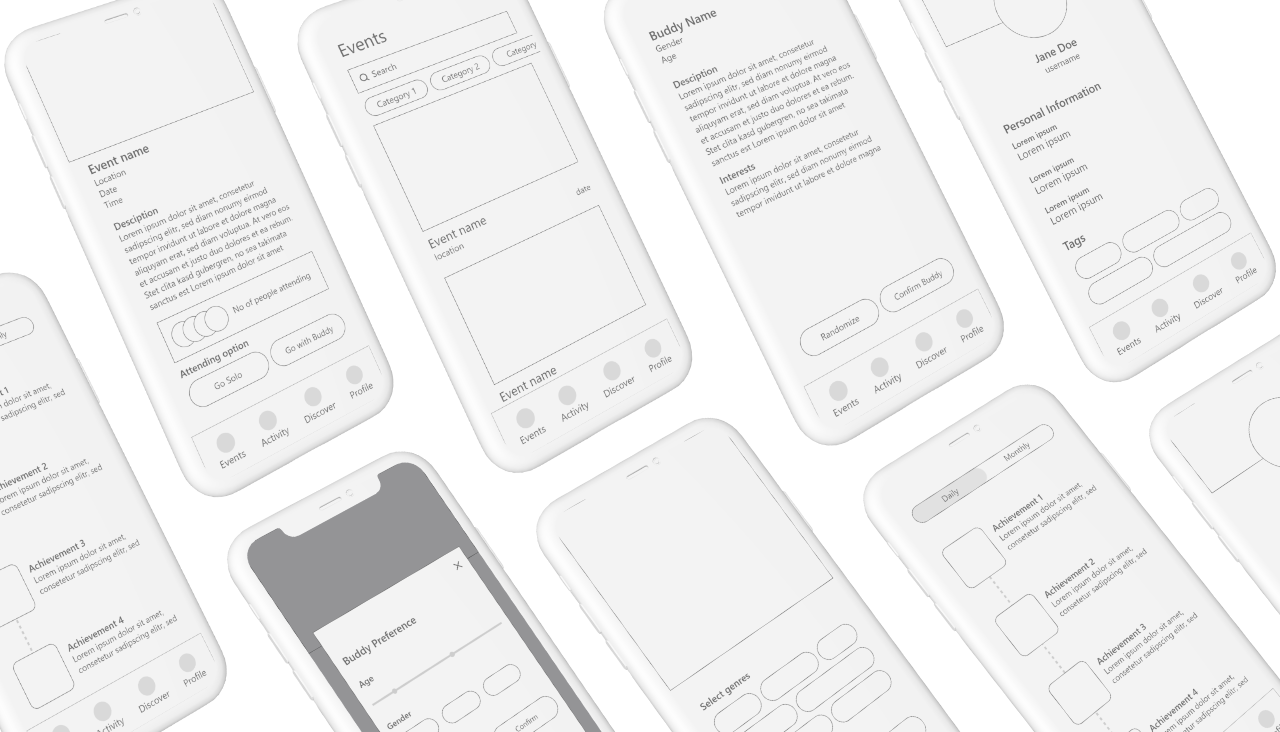 Event name
Location
Date
Time
Desciption
Lorem ipsum dolor sit amet, consetetur
sadipscing elitr, sed diam nonumy eirmod
tempor invidunt ut labore et dolore magna
aliquyam erat, sed diam voluptua. At vero eos
et accusam et justo duo dolores et ea rebum.
Stet clita kasd gubergren, no sea takimata
sanctus est Lorem ipsum dolor sit amet
No of people attending
Attending option
Go Solo
Go with Buddy
Events
Activity
Discover
Profile
Events
Search
Category 1
Category 2
Category
date
Event name
location
Event name
Events
Activity
Discover
Profile
Buddy Name
Gender
Age
Desciption
Lorem ipsum dolor sit amet, consetetur
sadipscing elitr, sed diam nonumy eirmod
tempor invidunt ut labore et dolore magna
aliquyam erat, sed diam voluptua. At vero eos
et accusam et justo duo dolores et ea rebum.
Stet clita kasd gubergren, no sea takimata
sanctus est Lorem ipsum dolor sit amet
Interests
Lorem ipsum dolor sit amet, consetetur
sadipscing elitr, sed diam nonumy eirmod
tempor invidunt ut labore et dolore magna
Randomize
Confirm Buddy
Events
Activity
Discover
Profile
Jane Doe
username
Personal Information
Lorem ipsum
Lorem ipsum
Lorem ipsum
Lorem ipsum
Lorem ipsum
Lorem ipsum
Tags
Events
Activity
Discover
Profile
t 1
dolor sit amet,
sadipscing elitr, sed
hievement 2
orem ipsum dolor sit amet,
consetetur sadipscing elitr, sed
Achievement 3
Lorem ipsum dolor sit amet,
consetetur sadipscing elitr, sed
Achievement 4
Lorem ipsum dolor sit amet,
consetetur sadipscing elitr, sed
Activity
Discover
Profile
Buddy Preference
Age
Gender
Confirm
Select genres
Daily
Monthly
Achievement 1
Lorem ipsum dolor sit amet,
consetetur sadipscing elitr, sed
Achievement 2
Lorem ipsum dolor sit amet,
consetetur sadipscing elitr, sed
Achievement 3
Lorem ipsum dolor sit amet,
consetetur sadipscing elitr, sed
Achievement 4
Lorem ipsum dolor sit amet,
consetetur sadipscing elitr, sed